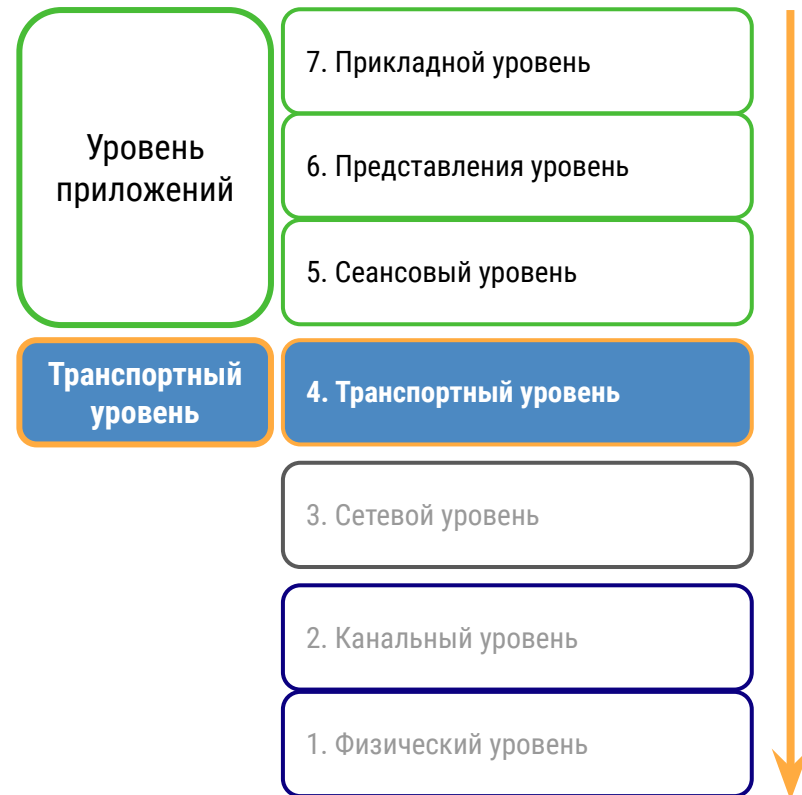 Уровень
приложений
7. Прикладной уровень
6. Представления уровень
5. Сеансовый уровень
Транспортный
уровень
4. Транспортный уровень
3. Сетевой уровень
2. Канальный уровень
1. Физический уровень